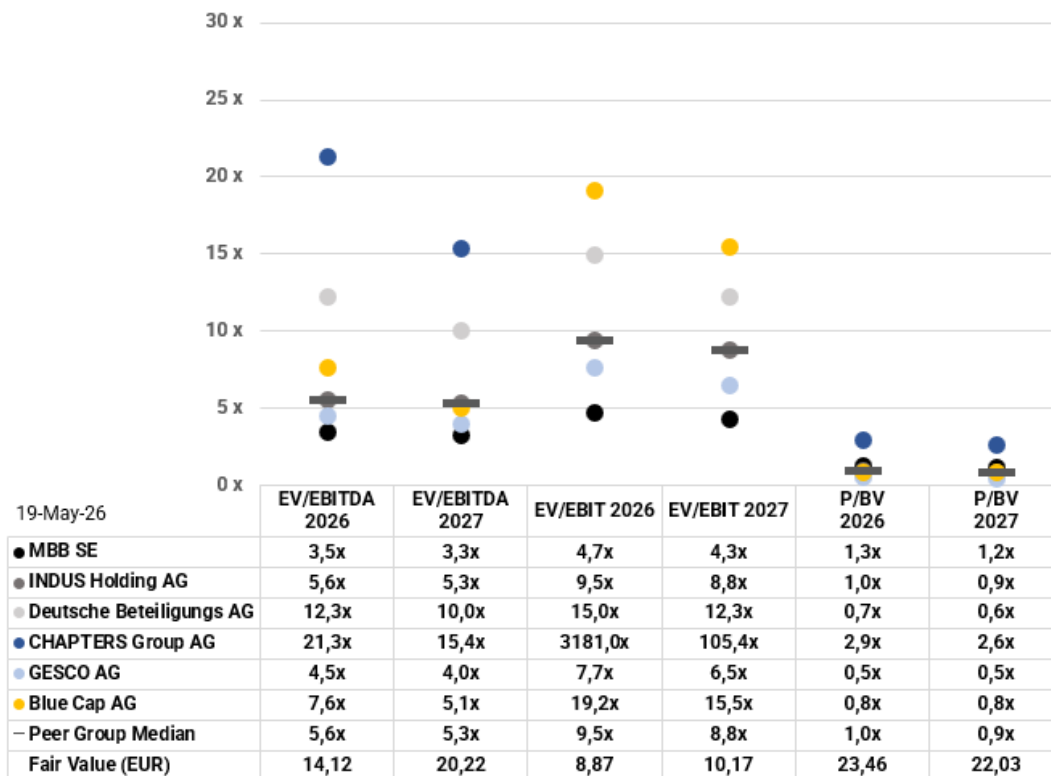 30 x
25 x
20 x
15 x
10 x
5 x
0 x
19-May-26 EV/EBITDA 2026 EV/EBITDA 2027 EV/EBIT 2026 EV/EBIT 2027 P/BV 2026 P/BV 2027
MBB SE 3,5x 3,3x 4,7x 4,3x 1,3x 1,2x
INDUS Holding AG 5,6x 5,3x 9,5x 8,8x 1,0x 0,9x
Deutsche Beteiligungs AG 12,3x 10,0x 15,0x 12,3x 0,7x 0,6x
CHAPTERS Group AG 21,3x 15,4x 3181,0x 105,4x 2,9x 2,6x
GESCO AG 4,5x 4,0x 7,7x 6,5x 0,5x 0,5x
Blue Cap AG 7,6x 5,1x 19,2x 15,5x 0,8x 0,8x
Peer Group Median 5,6x 5,3x 9,5x 8,8x 1,0x 0,9x
Fair Value (EUR) 14,12 20,22 8,87 10,17 23,46 22,03